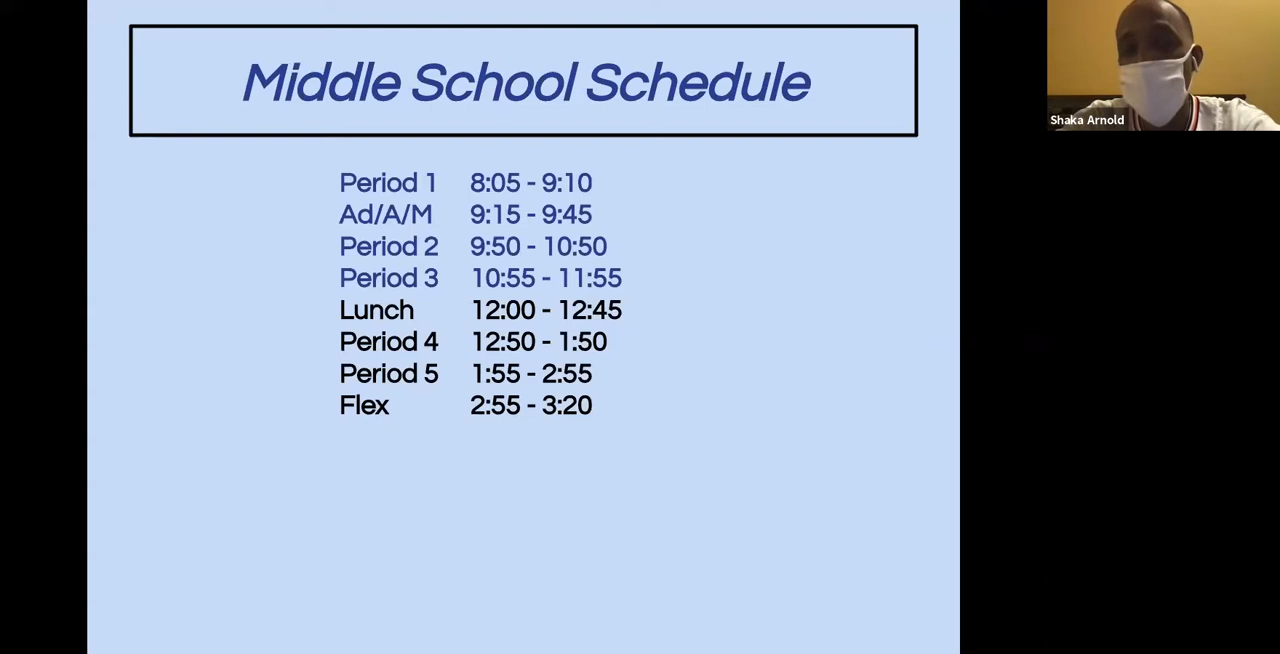 Middle School Schedule
Period 1 8:05 - 9:10
Ad/A/M 9:15 - 9:45
Period 2 9:50 - 10:50
Period 3 10:55 - 11:55
Lunch 12:00 - 12:45
Period 4 12:50 - 1:50
Period 5 1:55 - 2:55
Flex 2:55 - 3:20
Shaka Arnold